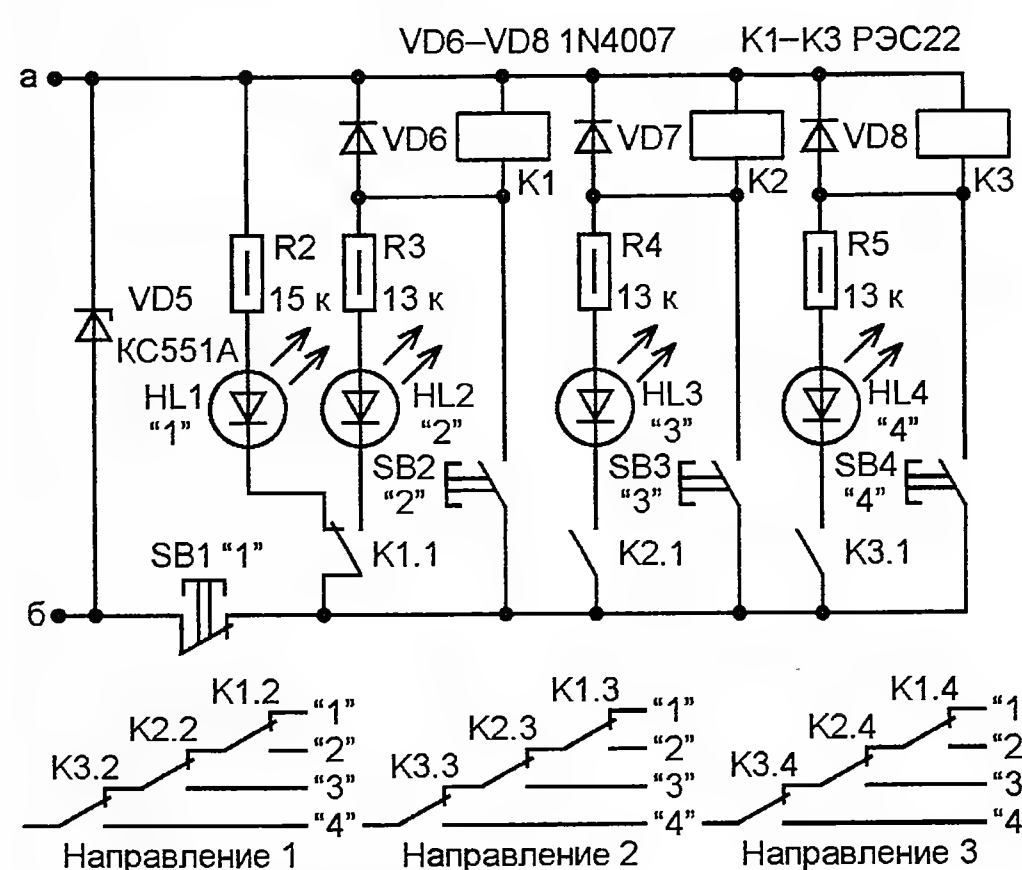 VD6–VD8 1N4007 K1–K3 РЭС22
а
VD6
K1
VD7
K2
VD8
K3
R2
15 к
R3
13 к
R4
13 к
R5
13 к
VD5
КС551А
HL1
“1”
HL2
“2”
HL3
“3”
HL4
“4”
SB2
“2”
SB3
“3”
SB4
“4”
SB1 “1”
K1.1
K2.1
K3.1
б
K1.2
“1”
K2.2
“2”
K3.2
“3”
“4”
Направление 1
K1.3
“1”
K2.3
“2”
K3.3
“3”
“4”
Направление 2
K1.4
“1
K2.4
“2
K3.4
“3
“4
Направление 3